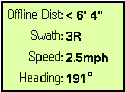 Offline Dist: < 6' 4"
Swath: 3R
Speed: 2.5mph
Heading: 191°